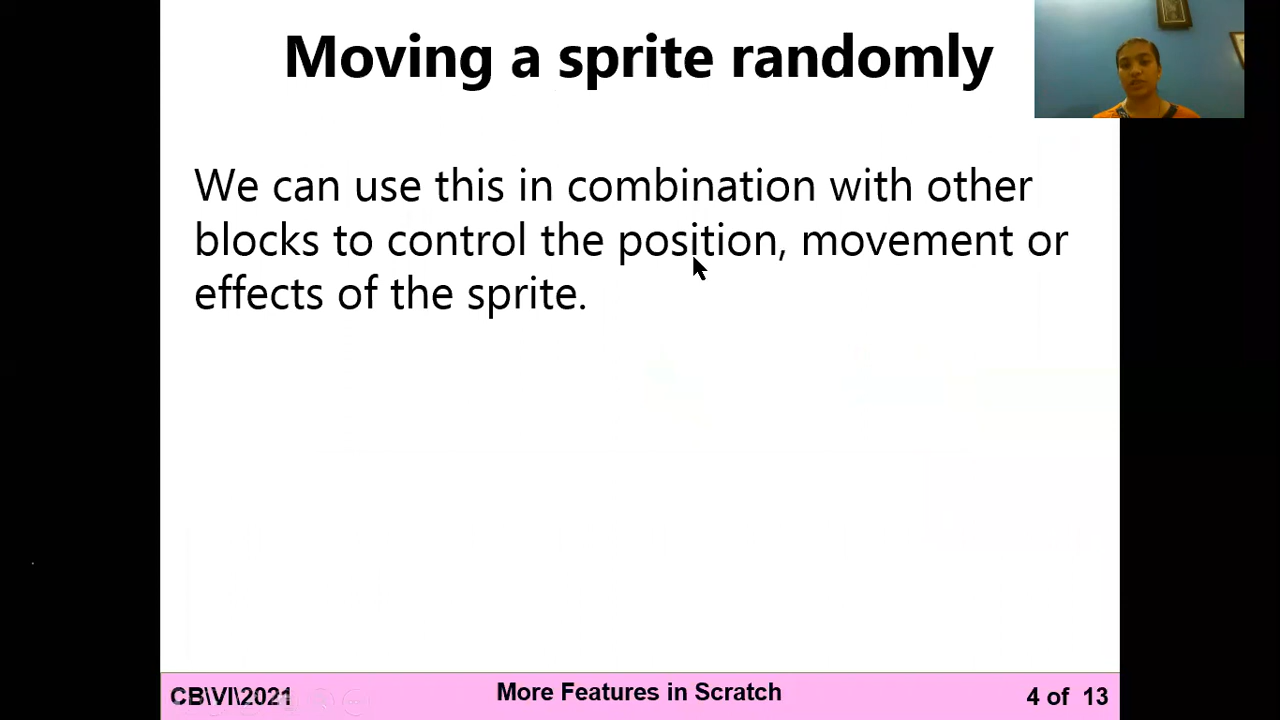 Moving a sprite randomly
We can use this in combination with other
blocks to control the position, movement or
effects of the sprite.
CB\VI\2021
More Features in Scratch
4 of 13